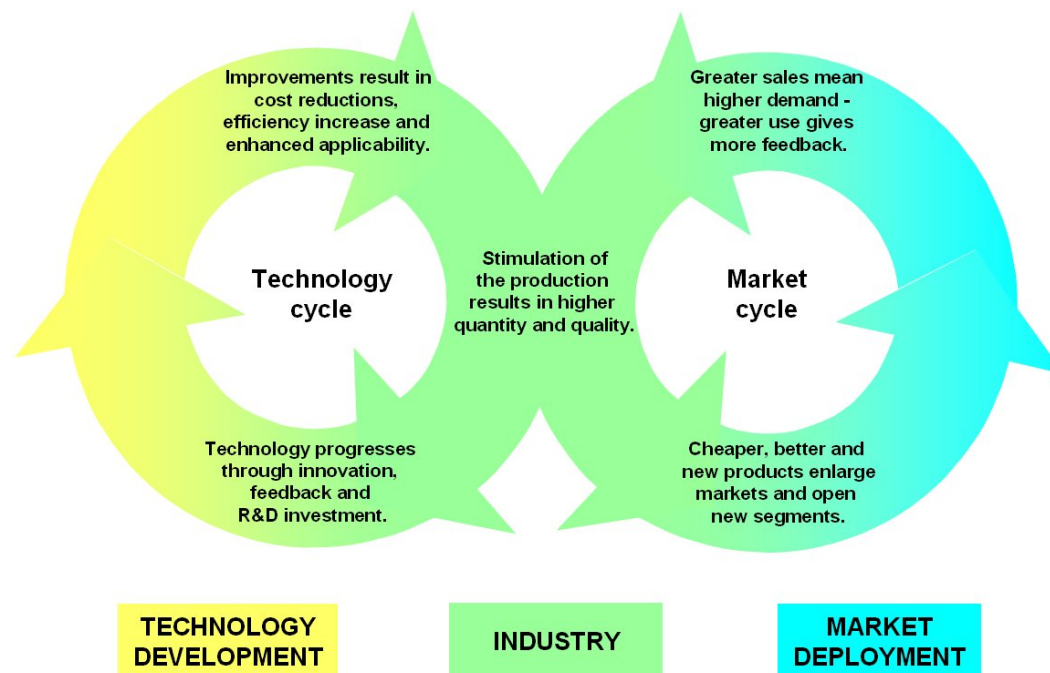 Improvements result in
cost reductions,
efficiency increase and
enhanced applicability.
Greater sales mean
higher demand -
greater use gives
more feedback.
Technology
cycle
Stimulation of
the production
results in higher
quantity and quality.
Market
cycle
Technology progresses
through innovation,
feedback and
R&D investment.
Cheaper, better and
new products enlarge
markets and open
new segments.
TECHNOLOGY
DEVELOPMENT
INDUSTRY
MARKET
DEPLOYMENT